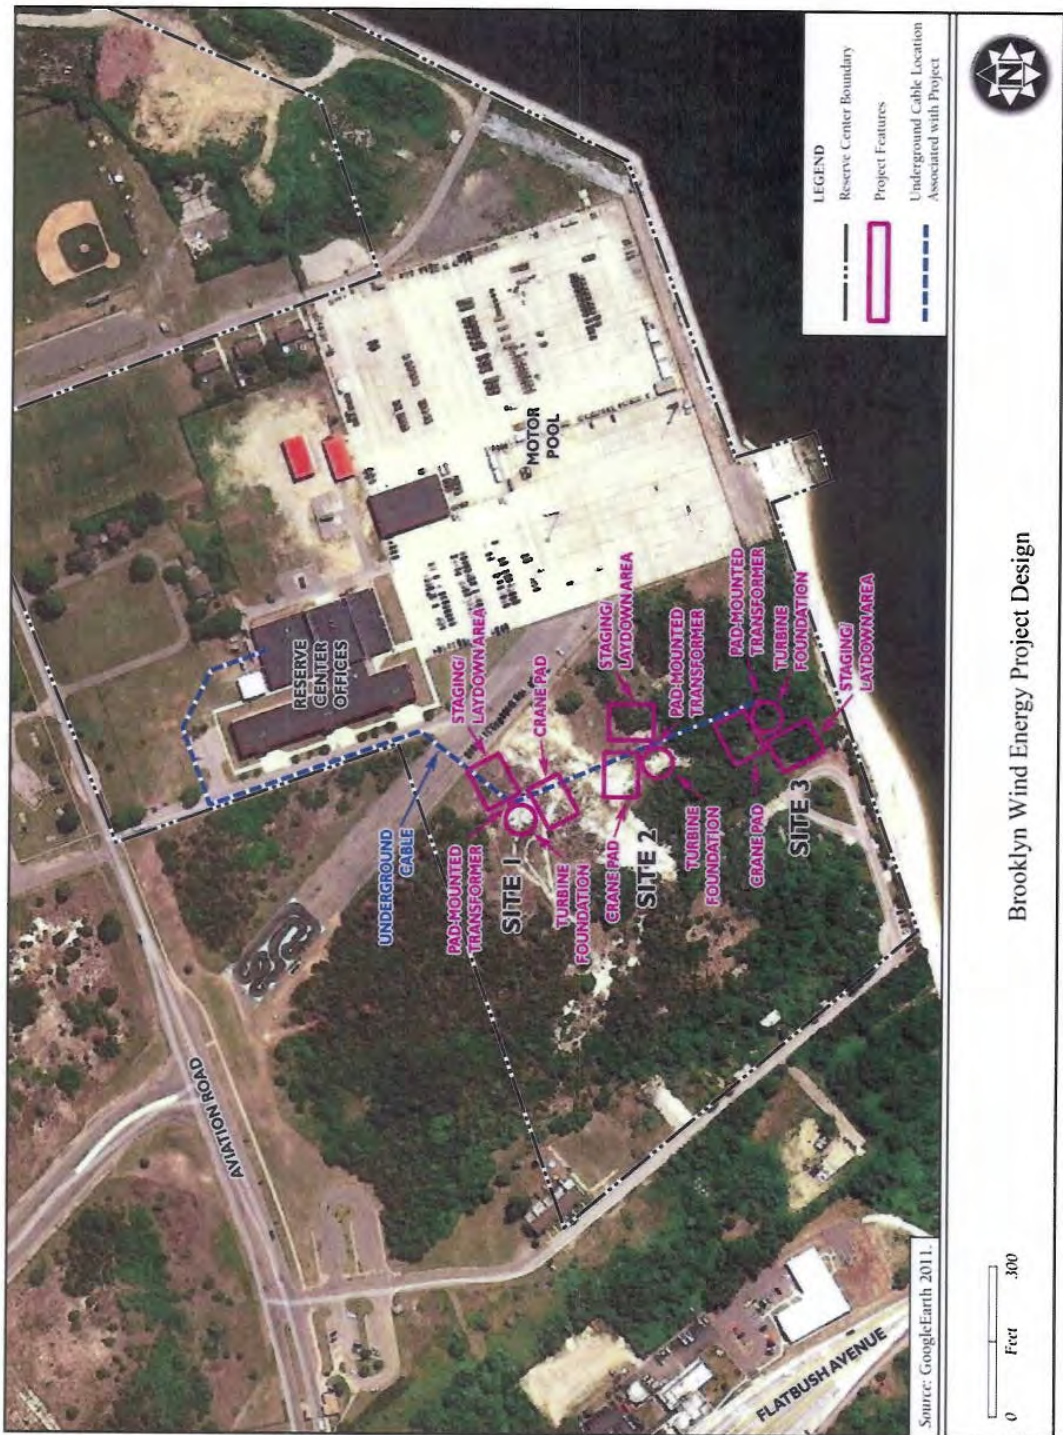 AVIATION ROAD
RESERVE
CENTER
OFFICES
MOTOR
POOL
UNDERGROUND
CABLE
STAGING/
LAYDOWN AREA
CRANE PAD
PAD-MOUNTED
TRANSFORMER
SITE 1
TURBINE
FOUNDATION
STAGING/
LAYDOWN AREA
PAD-MOUNTED
TRANSFORMER
CRANE PAD
SITE 2
TURBINE
FOUNDATION
PAD-MOUNTED
TRANSFORMER
TURBINE
FOUNDATION
STAGING/
LAYDOWN AREA
CRANE PAD
SITE 3
FLATBUSH AVENUE
LEGEND
Reserve Center Boundary
Project Features
Underground Cable Location
Associated with Project
Source: GoogleEarth 2011.
0 Feet 300
Brooklyn Wind Energy Project Design
N